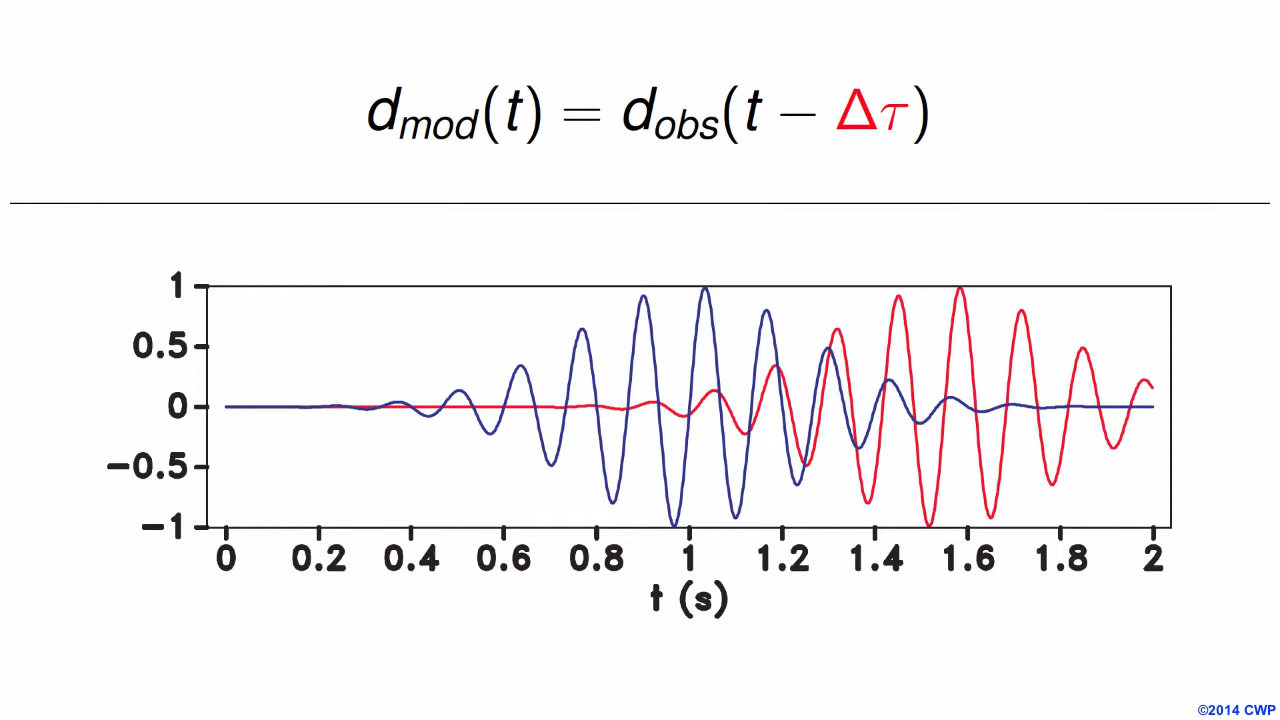 d_mod(t) = d_obs(t − Δτ)
1
0.5
0
−0.5
−1
0 0.2 0.4 0.6 0.8 1 1.2 1.4 1.6 1.8 2
t (s)
©2014 CWP